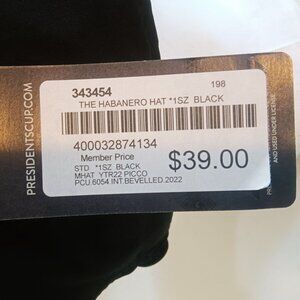 PRESIDENTSCUP.COM
343454
198
THE HABANERO HAT *1SZ BLACK
400032874134
Member Price
$39.00
STD *1SZ BLACK
MHAT YTR22 PICCO
PCU.6054.INT.BEVELLED.2022
AND USED UNDER LICENSE